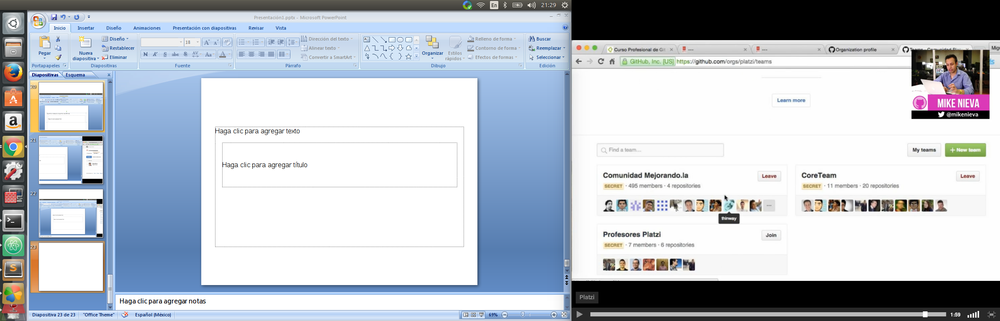 En
21:29
Presentación1.pptx - Microsoft PowerPoint
Inicio
Insertar
Diseño
Animaciones
Presentación con diapositivas
Revisar
Vista
Pegar
Portapapeles
Nueva diapositiva
Diseño
Restablecer
Eliminar
Diapositivas
18
N K S abc S AV Aa A
Fuente
Dirección del texto
Alinear texto
Convertir a SmartArt
Párrafo
Organizar
Estilos rápidos
Relleno de forma
Contorno de forma
Efectos de formas
Dibujo
Buscar
Reemplazar
Seleccionar
Edición
Diapositivas
Esquema
20
21
22
23
Haga clic para agregar texto
Haga clic para agregar título
Haga clic para agregar notas
Diapositiva 23 de 23
"Office Theme"
Español (México)
69%
Curso Profesional de Git
---
---
Organization profile
Teams · Comunidad Platz
GitHub, Inc. [US] https://github.com/orgs/platzi/teams
Learn more
MIKE NIEVA
@mikenieva
Find a team...
My teams
+ New team
Comunidad Mejorando.la
Leave
SECRET · 495 members · 4 repositories
thinway
CoreTeam
Leave
SECRET · 11 members · 20 repositories
Profesores Platzi
Join
SECRET · 7 members · 6 repositories
Platzi
1:59